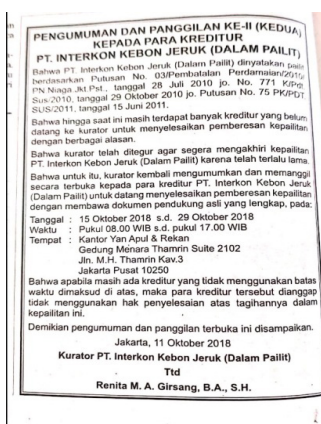 PENGUMUMAN DAN PANGGILAN KE-II (KEDUA)
KEPADA PARA KREDITUR
PT. INTERKON KEBON JERUK (DALAM PAILIT)
Bahwa PT. Interkon Kebon Jeruk (Dalam Pailit) dinyatakan pailit
berdasarkan Putusan No. 03/Pembatalan Perdamaian/2010/
PN Niaga Jkt.Pst., tanggal 28 Juli 2010 jo. No. 771 K/Pdt.
Sus/2010, tanggal 29 Oktober 2010 jo. Putusan No. 75 PK/PDT.
SUS/2011, tanggal 15 Juni 2011.
Bahwa hingga saat ini masih terdapat banyak kreditur yang belum
datang ke kurator untuk menyelesaikan pemberesan kepailitan
dengan berbagai alasan.
Bahwa kurator telah ditegur agar segera mengakhiri kepailitan
PT. Interkon Kebon Jeruk (Dalam Pailit) karena telah terlalu lama.
Bahwa untuk itu, kurator kembali mengumumkan dan memanggil
secara terbuka kepada para kreditur PT. Interkon Kebon Jeruk
(Dalam Pailit) untuk datang menyelesaikan pemberesan kepailitan
dengan membawa dokumen pendukung asli yang lengkap, pada:
Tanggal : 15 Oktober 2018 s.d. 29 Oktober 2018
Waktu : Pukul 08.00 WIB s.d. pukul 17.00 WIB
Tempat : Kantor Yan Apul & Rekan
Gedung Menara Thamrin Suite 2102
Jln. M.H. Thamrin Kav.3
Jakarta Pusat 10250
Bahwa apabila masih ada kreditur yang tidak menggunakan batas
waktu dimaksud di atas, maka para kreditur tersebut dianggap
tidak menggunakan hak penyelesaian atas tagihannya dalam
kepailitan ini.
Demikian pengumuman dan panggilan terbuka ini disampaikan.
Jakarta, 11 Oktober 2018
Kurator PT. Interkon Kebon Jeruk (Dalam Pailit)
Ttd
Renita M. A. Girsang, B.A., S.H.